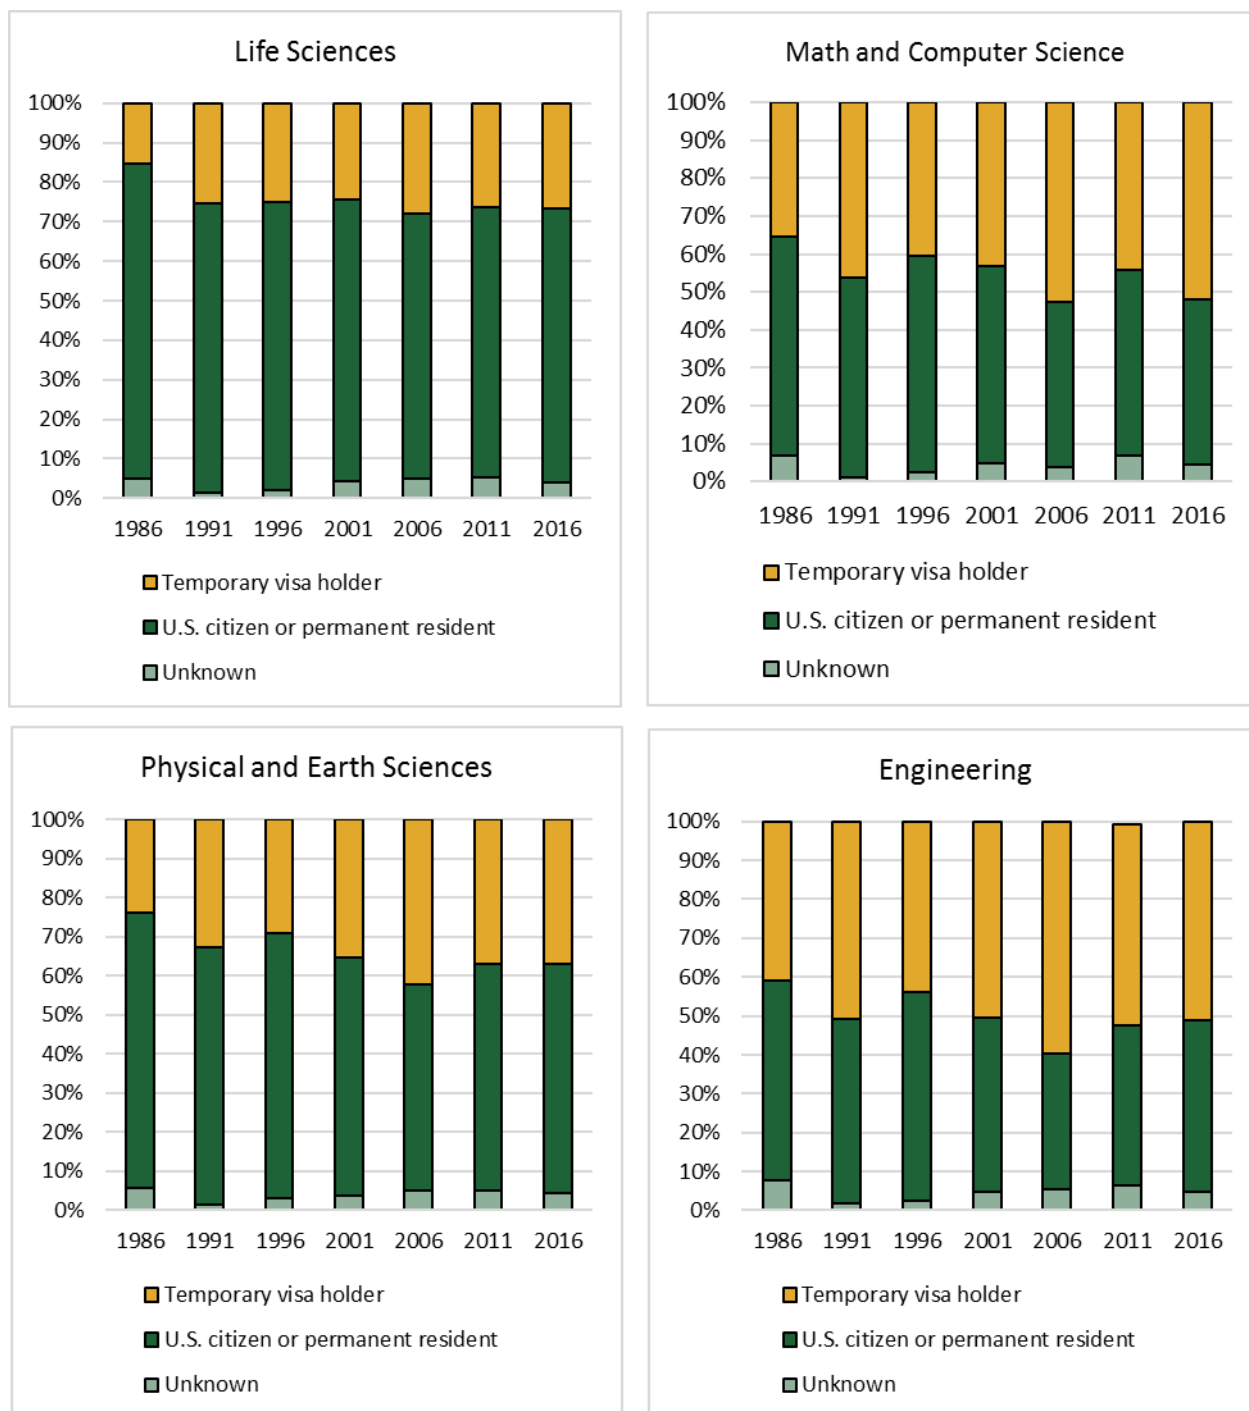 Life Sciences
100%
90%
80%
70%
60%
50%
40%
30%
20%
10%
0%
1986 1991 1996 2001 2006 2011 2016
Temporary visa holder
U.S. citizen or permanent resident
Unknown
Math and Computer Science
100%
90%
80%
70%
60%
50%
40%
30%
20%
10%
0%
1986 1991 1996 2001 2006 2011 2016
Temporary visa holder
U.S. citizen or permanent resident
Unknown
Physical and Earth Sciences
100%
90%
80%
70%
60%
50%
40%
30%
20%
10%
0%
1986 1991 1996 2001 2006 2011 2016
Temporary visa holder
U.S. citizen or permanent resident
Unknown
Engineering
100%
90%
80%
70%
60%
50%
40%
30%
20%
10%
0%
1986 1991 1996 2001 2006 2011 2016
Temporary visa holder
U.S. citizen or permanent resident
Unknown